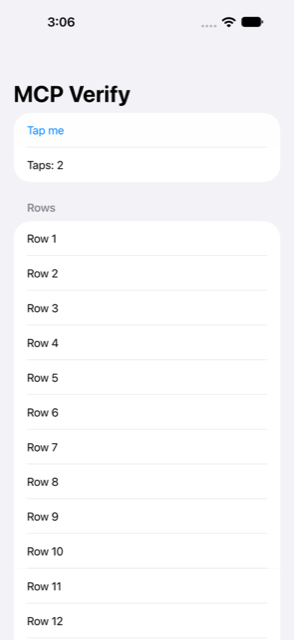 3:06
MCP Verify
Tap me
Taps: 2
Rows
Row 1
Row 2
Row 3
Row 4
Row 5
Row 6
Row 7
Row 8
Row 9
Row 10
Row 11
Row 12